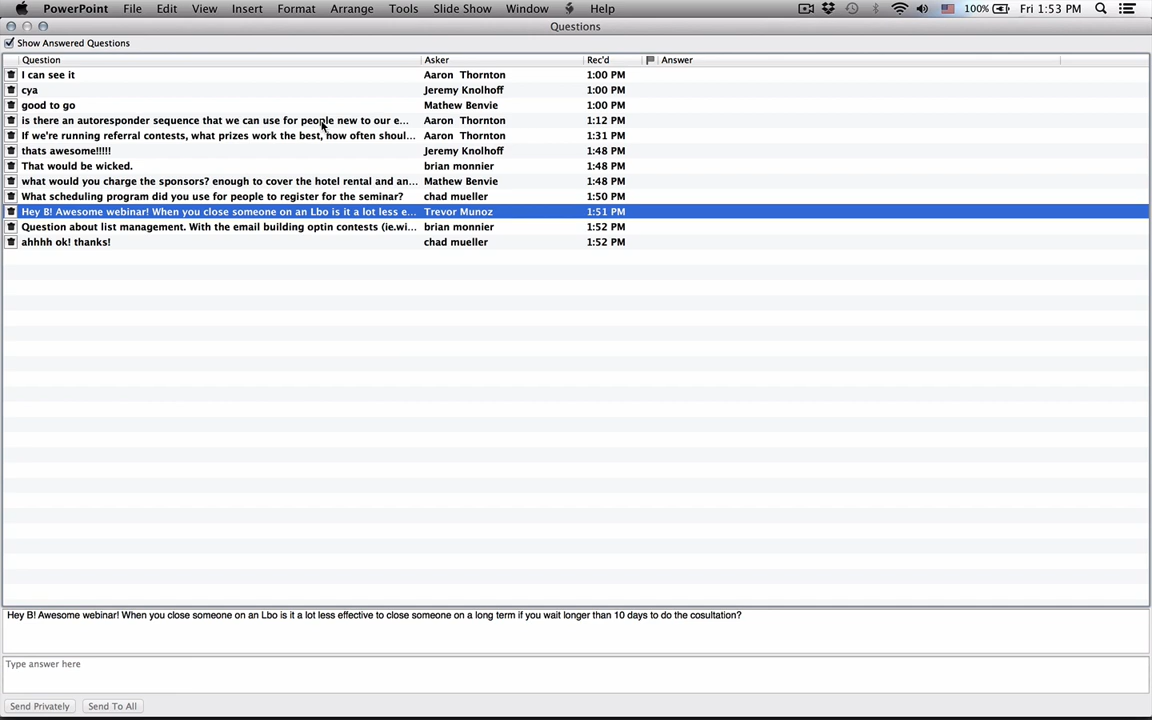 PowerPoint File Edit View Insert Format Arrange Tools Slide Show Window Help 100% Fri 1:53 PM
Questions
Show Answered Questions
Question Asker Rec'd Answer
I can see it Aaron Thornton 1:00 PM
cya Jeremy Knolhoff 1:00 PM
good to go Mathew Benvie 1:00 PM
is there an autoresponder sequence that we can use for people new to our e... Aaron Thornton 1:12 PM
If we're running referral contests, what prizes work the best, how often shoul... Aaron Thornton 1:31 PM
thats awesome!!!!! Jeremy Knolhoff 1:48 PM
That would be wicked. brian monnier 1:48 PM
what would you charge the sponsors? enough to cover the hotel rental and an... Mathew Benvie 1:48 PM
What scheduling program did you use for people to register for the seminar? chad mueller 1:50 PM
Hey B! Awesome webinar! When you close someone on an Lbo is it a lot less e... Trevor Munoz 1:51 PM
Question about list management. With the email building optin contests (ie.wi... brian monnier 1:52 PM
ahhhh ok! thanks! chad mueller 1:52 PM
Hey B! Awesome webinar! When you close someone on an Lbo is it a lot less effective to close someone on a long term if you wait longer than 10 days to do the cosultation?
Type answer here
Send Privately Send To All